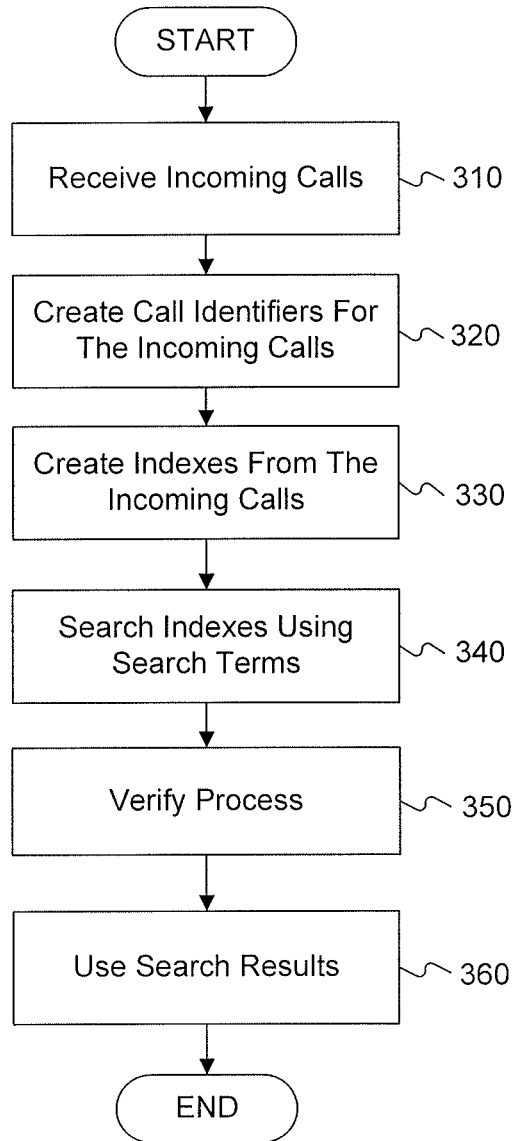 START
Receive Incoming Calls
310
Create Call Identifiers For
The Incoming Calls
320
Create Indexes From The
Incoming Calls
330
Search Indexes Using
Search Terms
340
Verify Process
350
Use Search Results
360
END